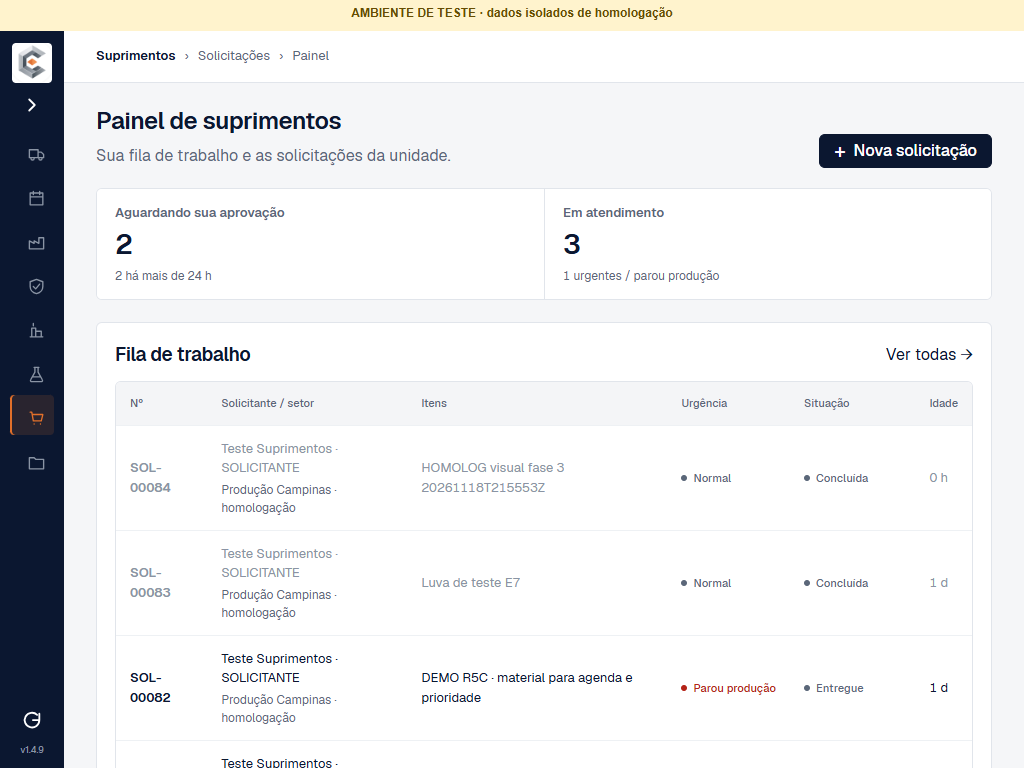 AMBIENTE DE TESTE · dados isolados de homologação
Suprimentos › Solicitações › Painel
Painel de suprimentos
Sua fila de trabalho e as solicitações da unidade.
+ Nova solicitação
Aguardando sua aprovação
2
2 há mais de 24 h
Em atendimento
3
1 urgentes / parou produção
Fila de trabalho
Ver todas →
Nº Solicitante / setor Itens Urgência Situação Idade
SOL-
00084
Teste Suprimentos ·
SOLICITANTE
Produção Campinas ·
homologação
HOMOLOG visual fase 3
20261118T215553Z
Normal
Concluída
0 h
SOL-
00083
Teste Suprimentos ·
SOLICITANTE
Produção Campinas ·
homologação
Luva de teste E7
Normal
Concluída
1 d
SOL-
00082
Teste Suprimentos ·
SOLICITANTE
Produção Campinas ·
homologação
DEMO R5C · material para agenda e
prioridade
Parou produção
Entregue
1 d
Teste Suprimentos ·
v1.4.9